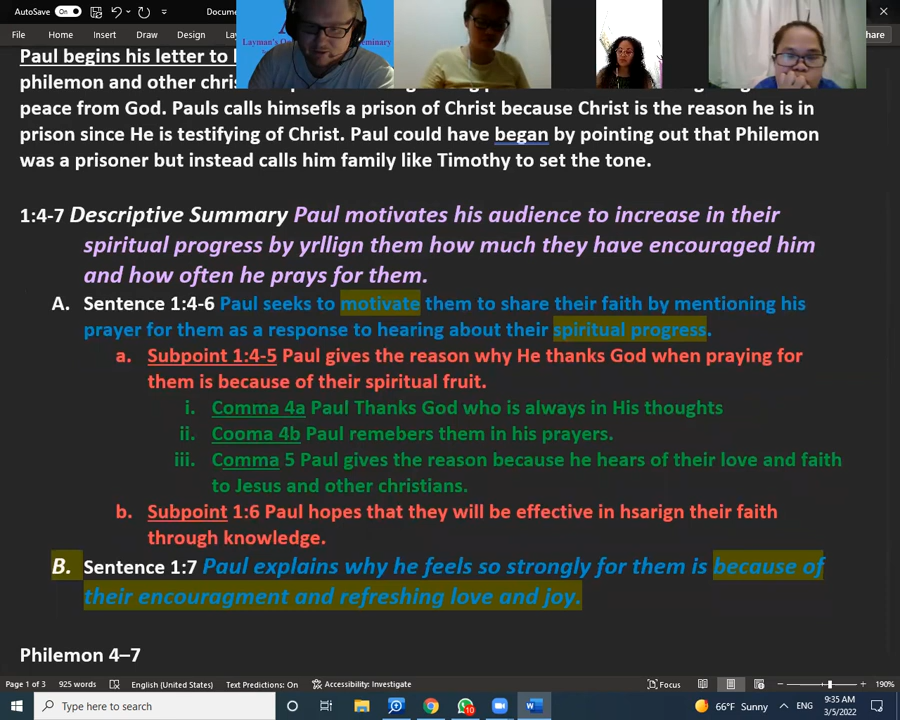 AutoSave On Docume
File Home Insert Draw Design La are
Layman's O Seminary
Paul begins his letter to
philemon and other chris
peace from God. Pauls calls himsefls a prison of Christ because Christ is the reason he is in
prison since He is testifying of Christ. Paul could have began by pointing out that Philemon
was a prisoner but instead calls him family like Timothy to set the tone.
1:4-7 Descriptive Summary Paul motivates his audience to increase in their
spiritual progress by yrllign them how much they have encouraged him
and how often he prays for them.
A. Sentence 1:4-6 Paul seeks to motivate them to share their faith by mentioning his
prayer for them as a response to hearing about their spiritual progress.
a. Subpoint 1:4-5 Paul gives the reason why He thanks God when praying for
them is because of their spiritual fruit.
i. Comma 4a Paul Thanks God who is always in His thoughts
ii. Cooma 4b Paul remebers them in his prayers.
iii. Comma 5 Paul gives the reason because he hears of their love and faith
to Jesus and other christians.
b. Subpoint 1:6 Paul hopes that they will be effective in hsarign their faith
through knowledge.
B. Sentence 1:7 Paul explains why he feels so strongly for them is because of
their encouragment and refreshing love and joy.
Philemon 4–7
Page 1 of 3 925 words English (United States) Text Predictions: On Accessibility: Investigate Focus 190%
Type here to search 10 66°F Sunny ENG 9:35 AM
3/5/2022